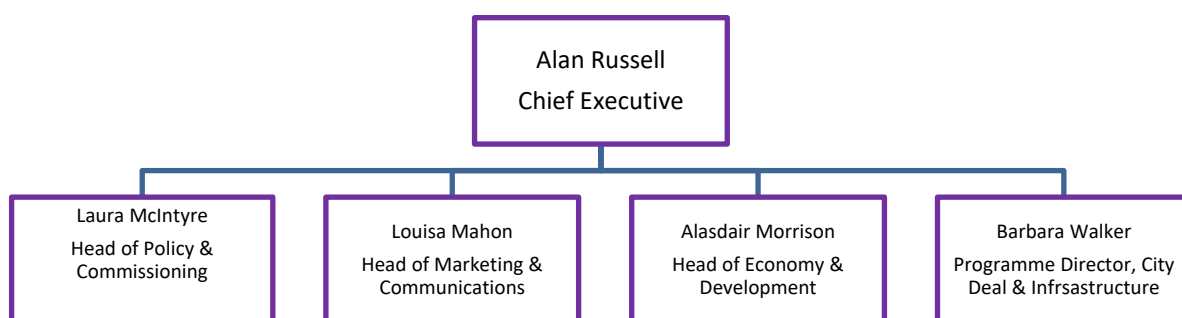 Alan Russell
Chief Executive
Laura McIntyre
Head of Policy &
Commissioning
Louisa Mahon
Head of Marketing &
Communications
Alasdair Morrison
Head of Economy &
Development
Barbara Walker
Programme Director, City
Deal & Infrsastructure